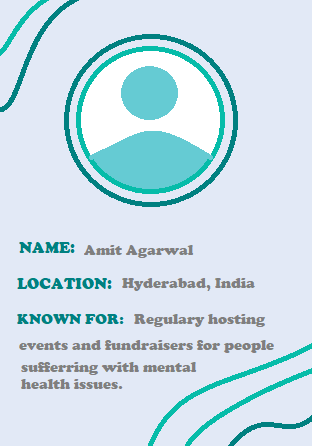 NAME: Amit Agarwal
LOCATION: Hyderabad, India
KNOWN FOR: Regulary hosting
events and fundraisers for people
sufferring with mental
health issues.